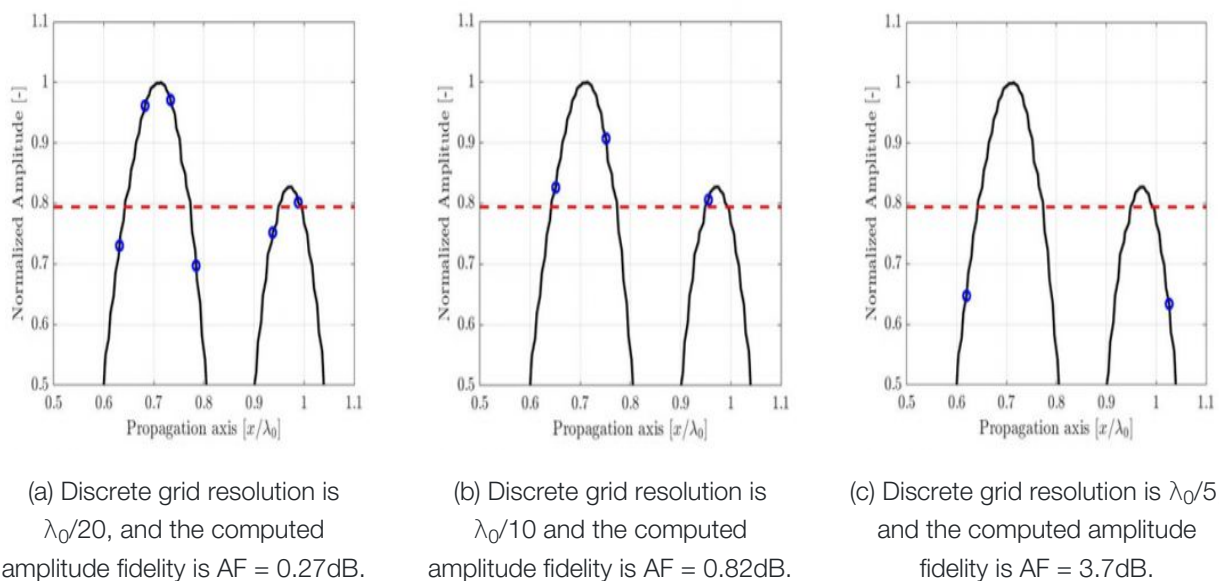 1.1
1
0.9
0.8
0.7
0.6
0.5
Normalized Amplitude [-]
0.5 0.6 0.7 0.8 0.9 1 1.1
Propagation axis [x/λ0]
1.1
1
0.9
0.8
0.7
0.6
0.5
Normalized Amplitude [-]
0.5 0.6 0.7 0.8 0.9 1 1.1
Propagation axis [x/λ0]
1.1
1
0.9
0.8
0.7
0.6
0.5
Normalized Amplitude [-]
0.5 0.6 0.7 0.8 0.9 1 1.1
Propagation axis [x/λ0]
(a) Discrete grid resolution is
λ0/20, and the computed
amplitude fidelity is AF = 0.27dB.
(b) Discrete grid resolution is
λ0/10 and the computed
amplitude fidelity is AF = 0.82dB.
(c) Discrete grid resolution is λ0/5
and the computed amplitude
fidelity is AF = 3.7dB.